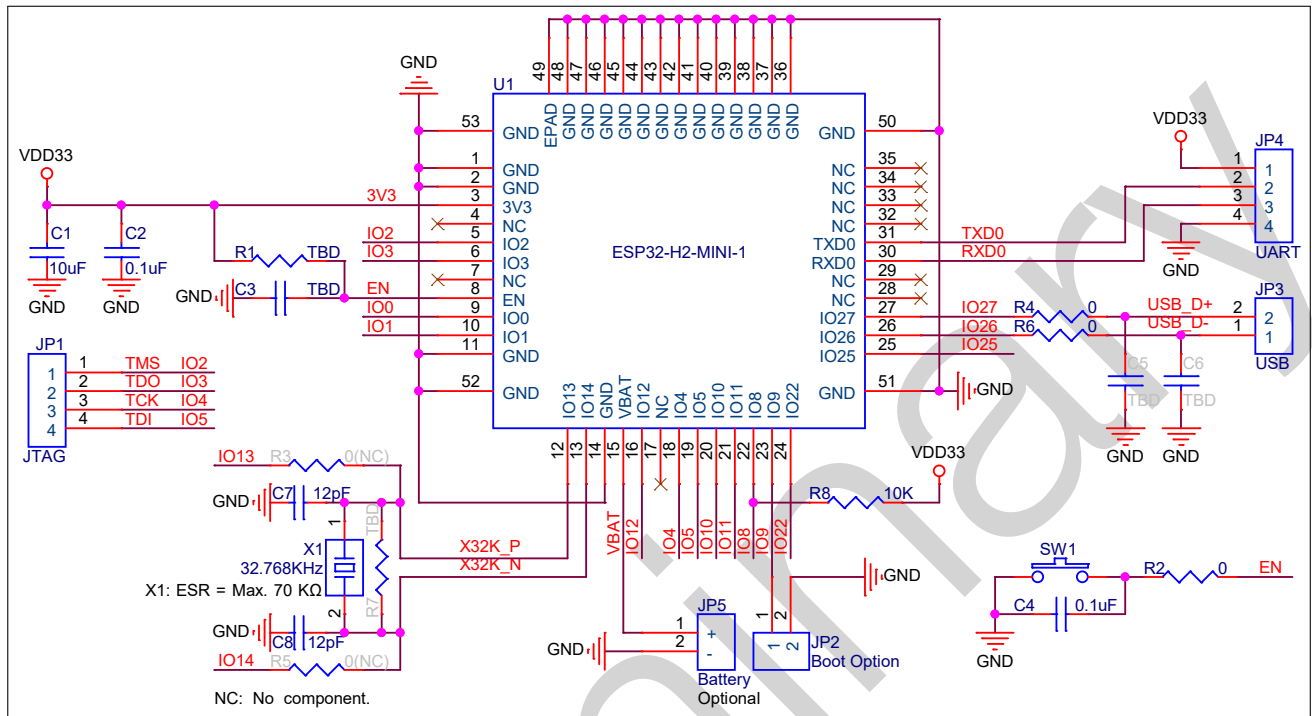 GND
U1
49
48
47
46
45
44
43
42
41
40
39
38
37
36
EPAD
GND
GND
GND
GND
GND
GND
GND
GND
GND
GND
GND
GND
GND
53
GND
GND
50
VDD33
1
GND
2
GND
3V3
3
3V3
4
NC
IO2
5
IO2
IO3
6
IO3
7
NC
EN
8
EN
IO0
9
IO0
IO1
10
IO1
11
GND
52
GND
C1
10uF
GND
C2
0.1uF
GND
R1
TBD
GND
C3
TBD
ESP32-H2-MINI-1
NC
35
NC
34
NC
33
NC
32
TXD0
31
TXD0
RXD0
30
RXD0
NC
29
NC
28
IO27
27
IO27
R4
0
USB_D+
IO26
26
IO26
R6
0
USB_D-
IO25
25
IO25
GND
51
GND
VDD33
JP4
1 1
2 2
3 3
4 4
GND
UART
JP3
2 2
1 1
USB
C5
TBD
GND
C6
TBD
GND
JP1
1 1 TMS IO2
2 2 TDO IO3
3 3 TCK IO4
4 4 TDI IO5
JTAG
IO13
IO14
GND
VBAT
IO12
NC
IO4
IO5
IO10
IO11
IO8
IO9
IO22
12
13
14
15
16
17
18
19
20
21
22
23
24
VBAT
IO12
IO4
IO5
IO10
IO11
IO8
IO9
IO22
VDD33
R8
10K
IO13
R3
0(NC)
GND
C7
12pF
1
X1
32.768KHz
X1: ESR = Max. 70 KΩ
2
TBD
R7
X32K_P
X32K_N
GND
C8
12pF
IO14
R5
0(NC)
NC: No component.
JP5
1 +
2 -
GND
Battery
Optional
GND
1 2
1 2
JP2
Boot Option
SW1
R2
0
EN
C4
0.1uF
GND
inary